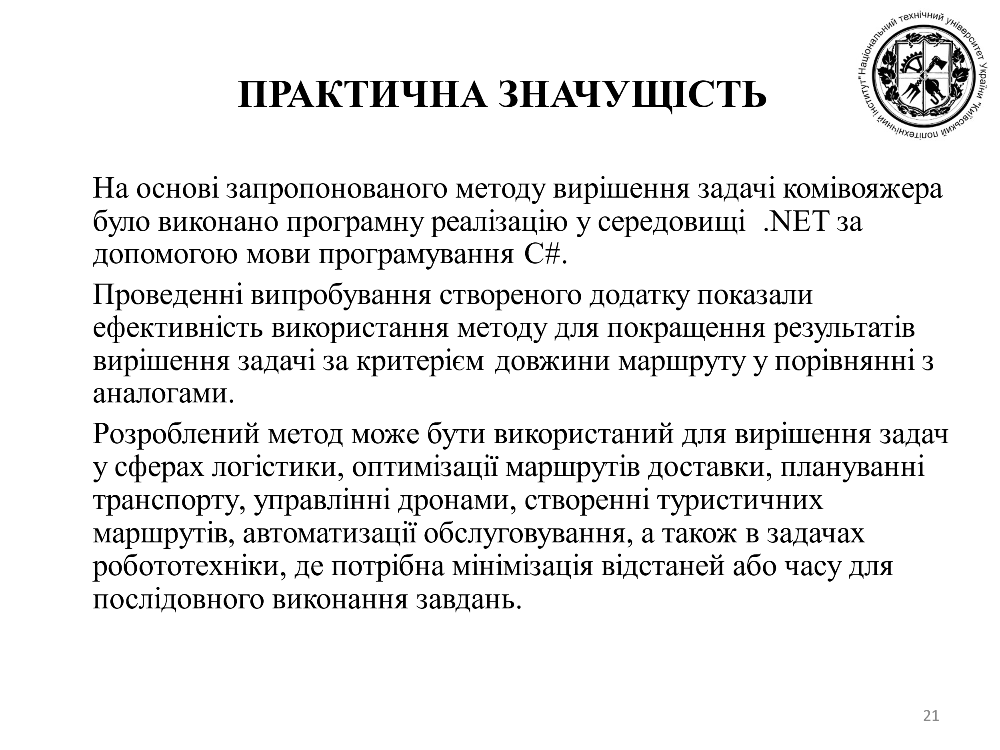 Національний технічний університет України "Київський політехнічний інститут"
ПРАКТИЧНА ЗНАЧУЩІСТЬ
На основі запропонованого методу вирішення задачі комівояжера
було виконано програмну реалізацію у середовищі .NET за
допомогою мови програмування C#.
Проведенні випробування створеного додатку показали
ефективність використання методу для покращення результатів
вирішення задачі за критерієм довжини маршруту у порівнянні з
аналогами.
Розроблений метод може бути використаний для вирішення задач
у сферах логістики, оптимізації маршрутів доставки, плануванні
транспорту, управлінні дронами, створенні туристичних
маршрутів, автоматизації обслуговування, а також в задачах
робототехніки, де потрібна мінімізація відстаней або часу для
послідовного виконання завдань.
21